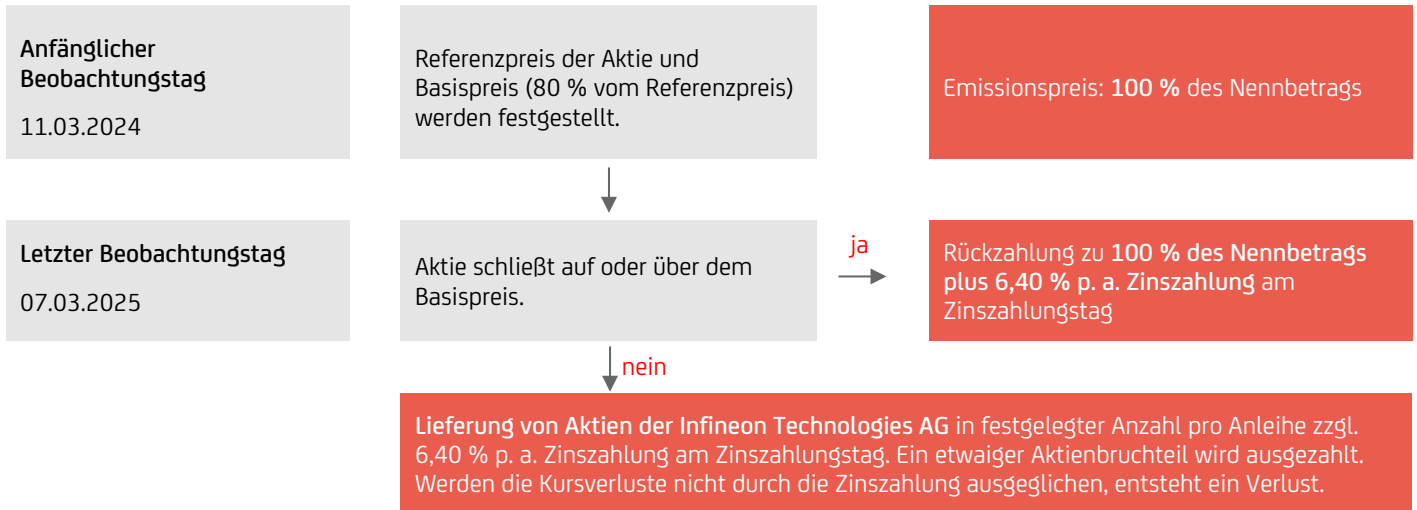 Anfänglicher
Beobachtungstag
11.03.2024
Referenzpreis der Aktie und
Basispreis (80 % vom Referenzpreis)
werden festgestellt.
Emissionspreis: 100 % des Nennbetrags
Letzter Beobachtungstag
07.03.2025
Aktie schließt auf oder über dem
Basispreis.
ja
Rückzahlung zu 100 % des Nennbetrags
plus 6,40 % p. a. Zinszahlung am
Zinszahlungstag
nein
Lieferung von Aktien der Infineon Technologies AG in festgelegter Anzahl pro Anleihe zzgl.
6,40 % p. a. Zinszahlung am Zinszahlungstag. Ein etwaiger Aktienbruchteil wird ausgezahlt.
Werden die Kursverluste nicht durch die Zinszahlung ausgeglichen, entsteht ein Verlust.